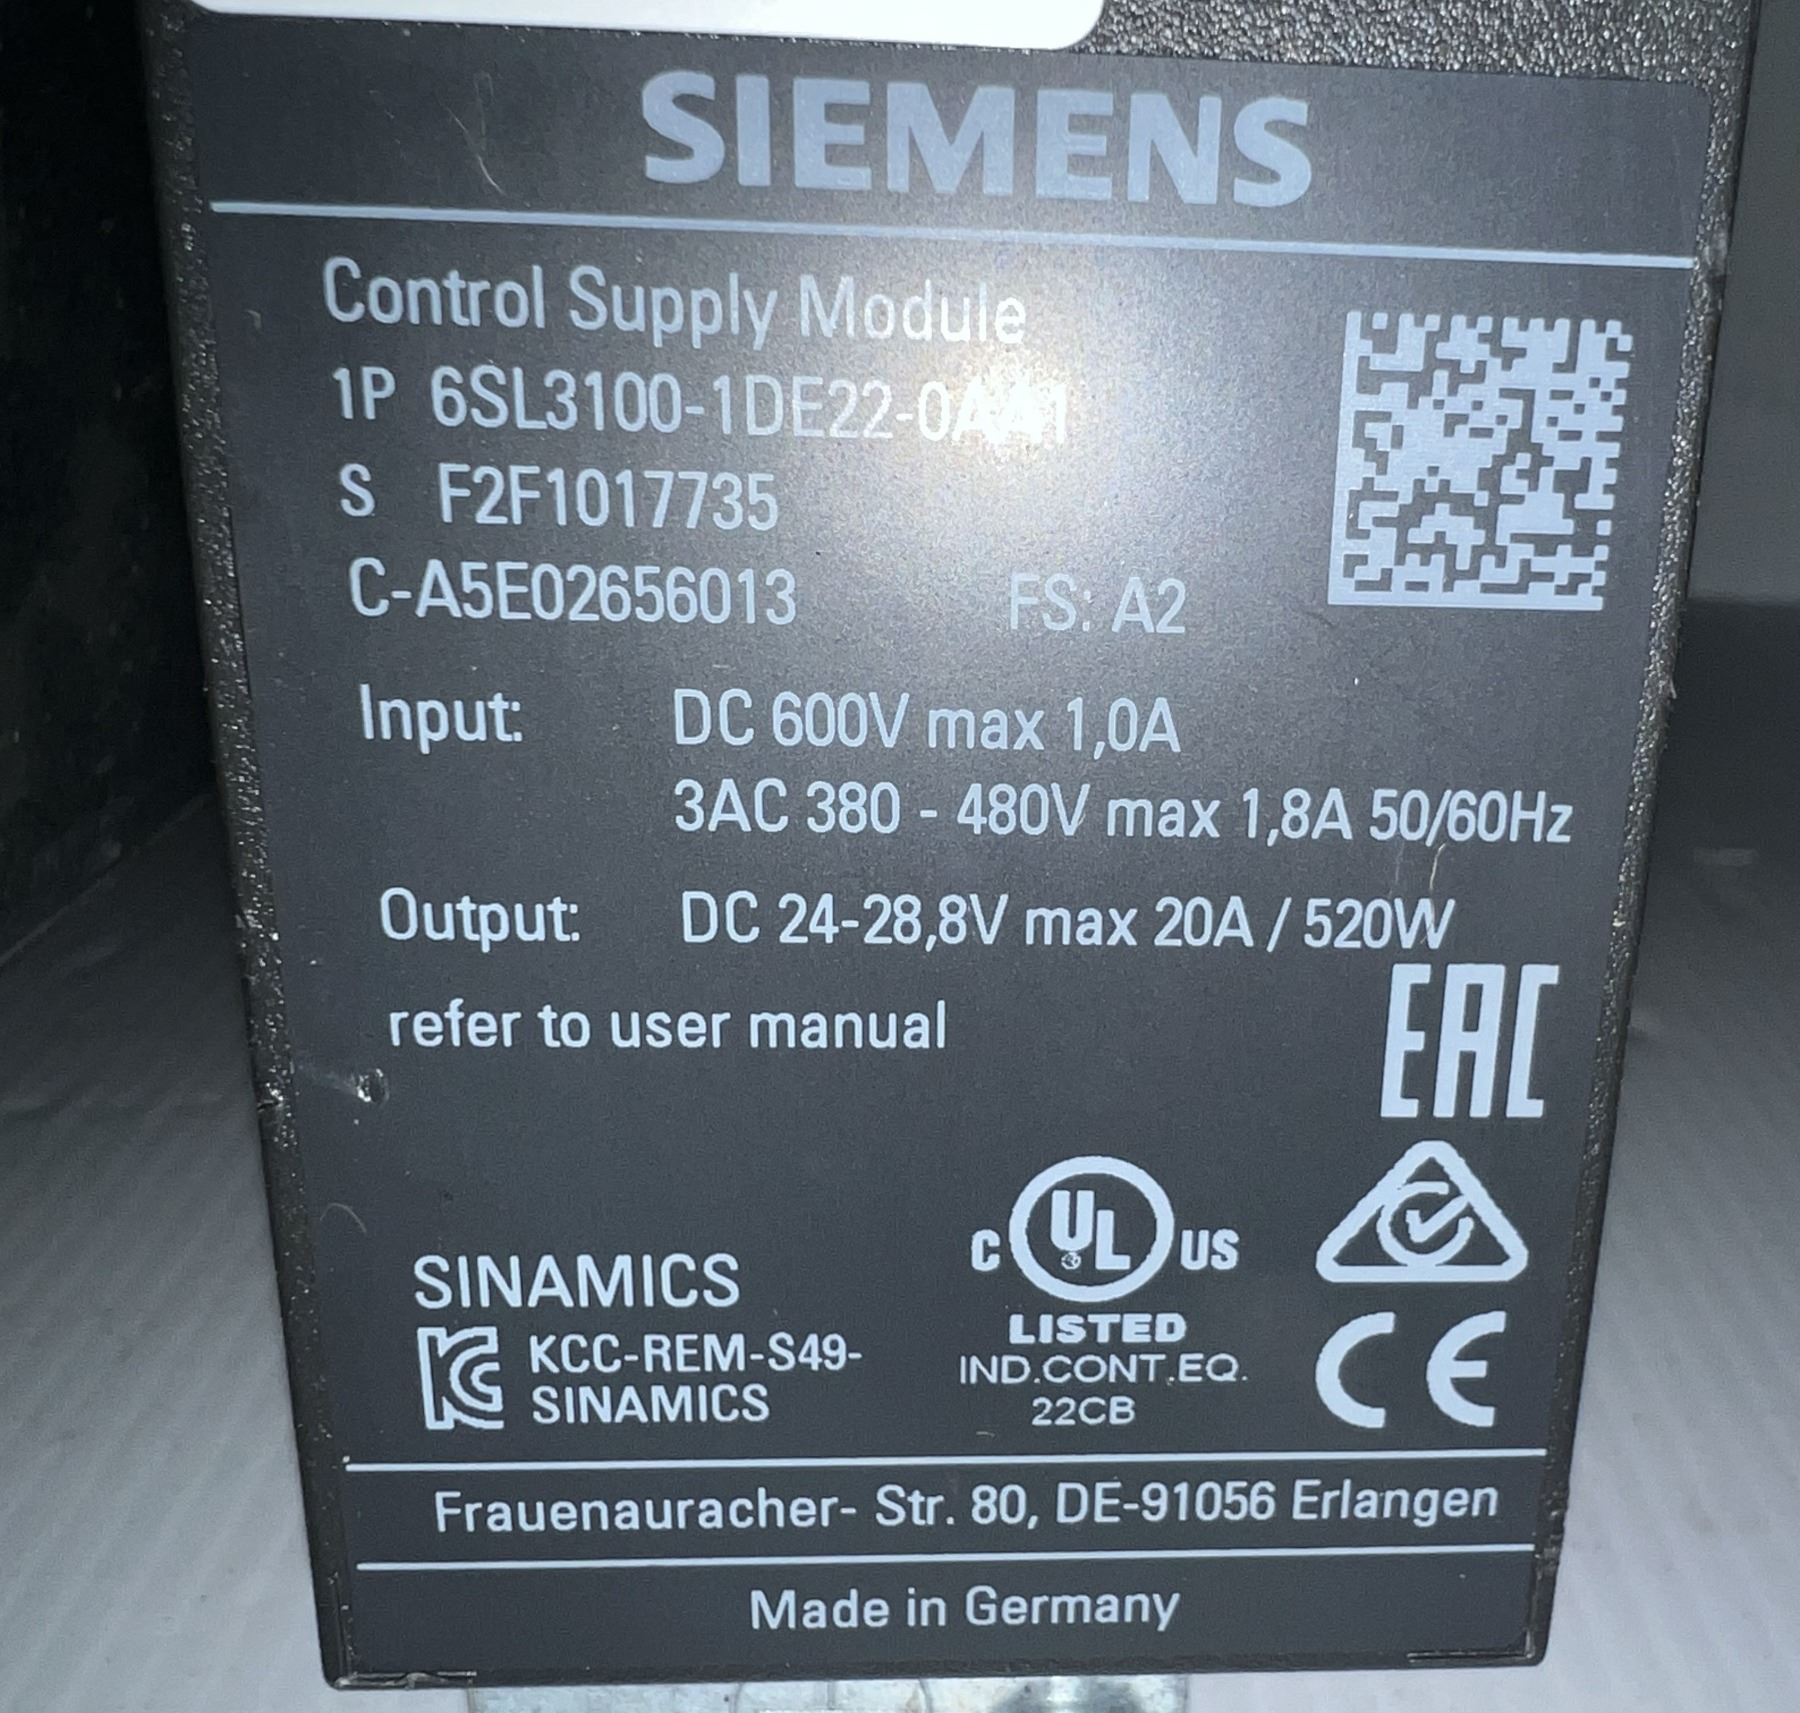 SIEMENS
Control Supply Module
1P 6SL3100-1DE22-0AA1
S F2F1017735
C-A5E02656013 FS: A2
Input: DC 600V max 1,0A
3AC 380 - 480V max 1,8A 50/60Hz
Output: DC 24-28,8V max 20A / 520W
refer to user manual
EAC
C UL US
LISTED
IND.CONT.EQ.
22CB
SINAMICS
KCC-REM-S49-
SINAMICS
CE
Frauenauracher- Str. 80, DE-91056 Erlangen
Made in Germany